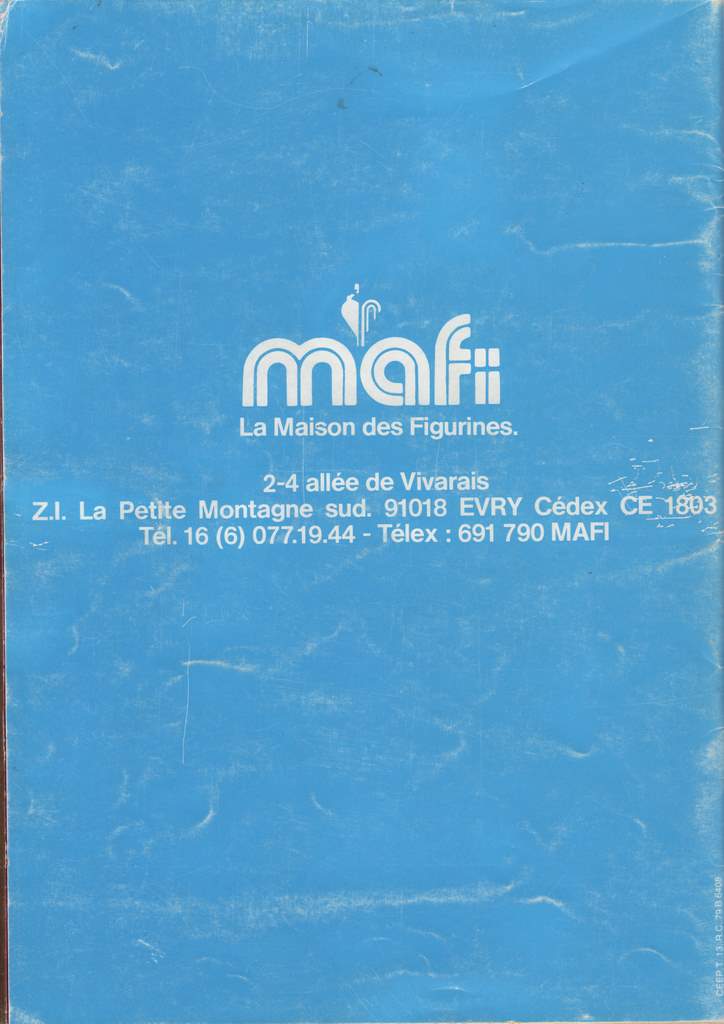 mafii
La Maison des Figurines.
2-4 allée de Vivarais
Z.I. La Petite Montagne sud. 91018 EVRY Cédex CE 1803
Tél. 16 (6) 077.19.44 - Télex : 691 790 MAFI